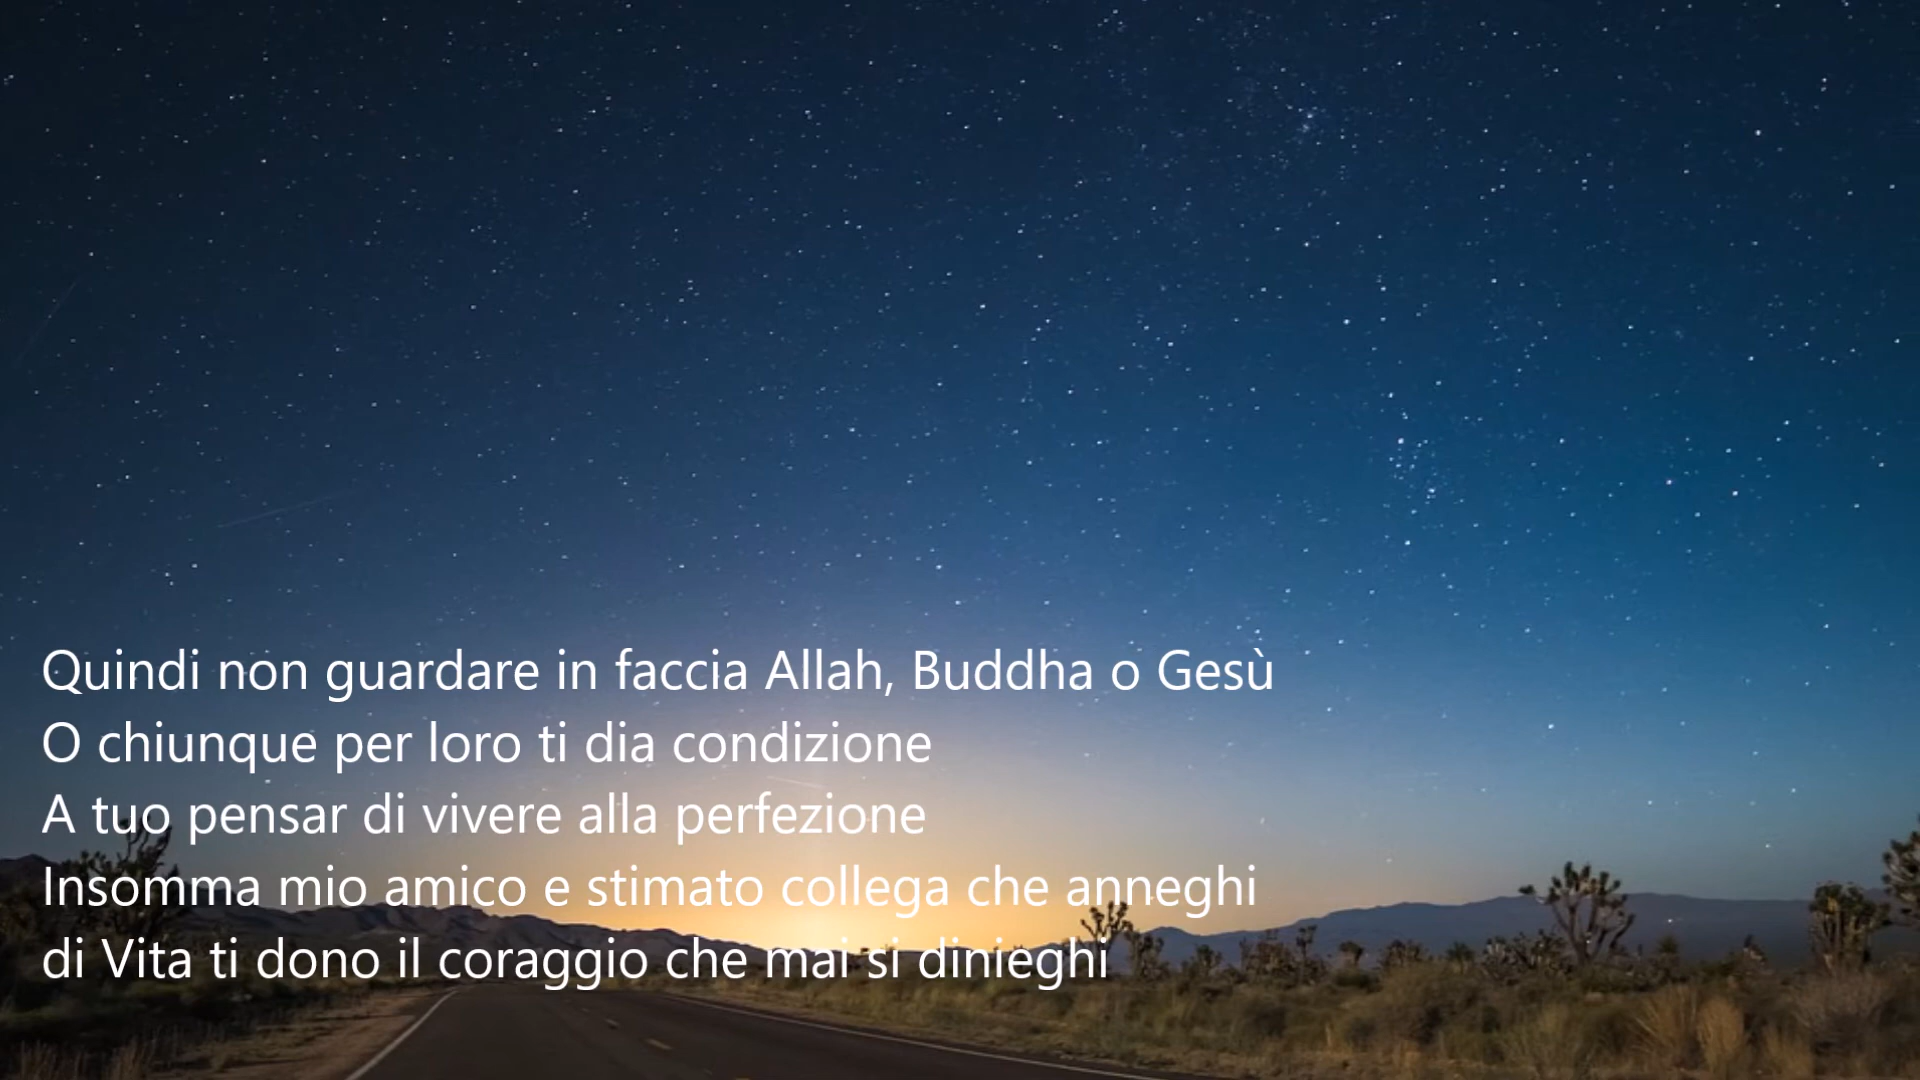 Quindi non guardare in faccia Allah, Buddha o Gesù
O chiunque per loro ti dia condizione
A tuo pensar di vivere alla perfezione
Insomma mio amico e stimato collega che anneghi
di Vita ti dono il coraggio che mai si dinieghi